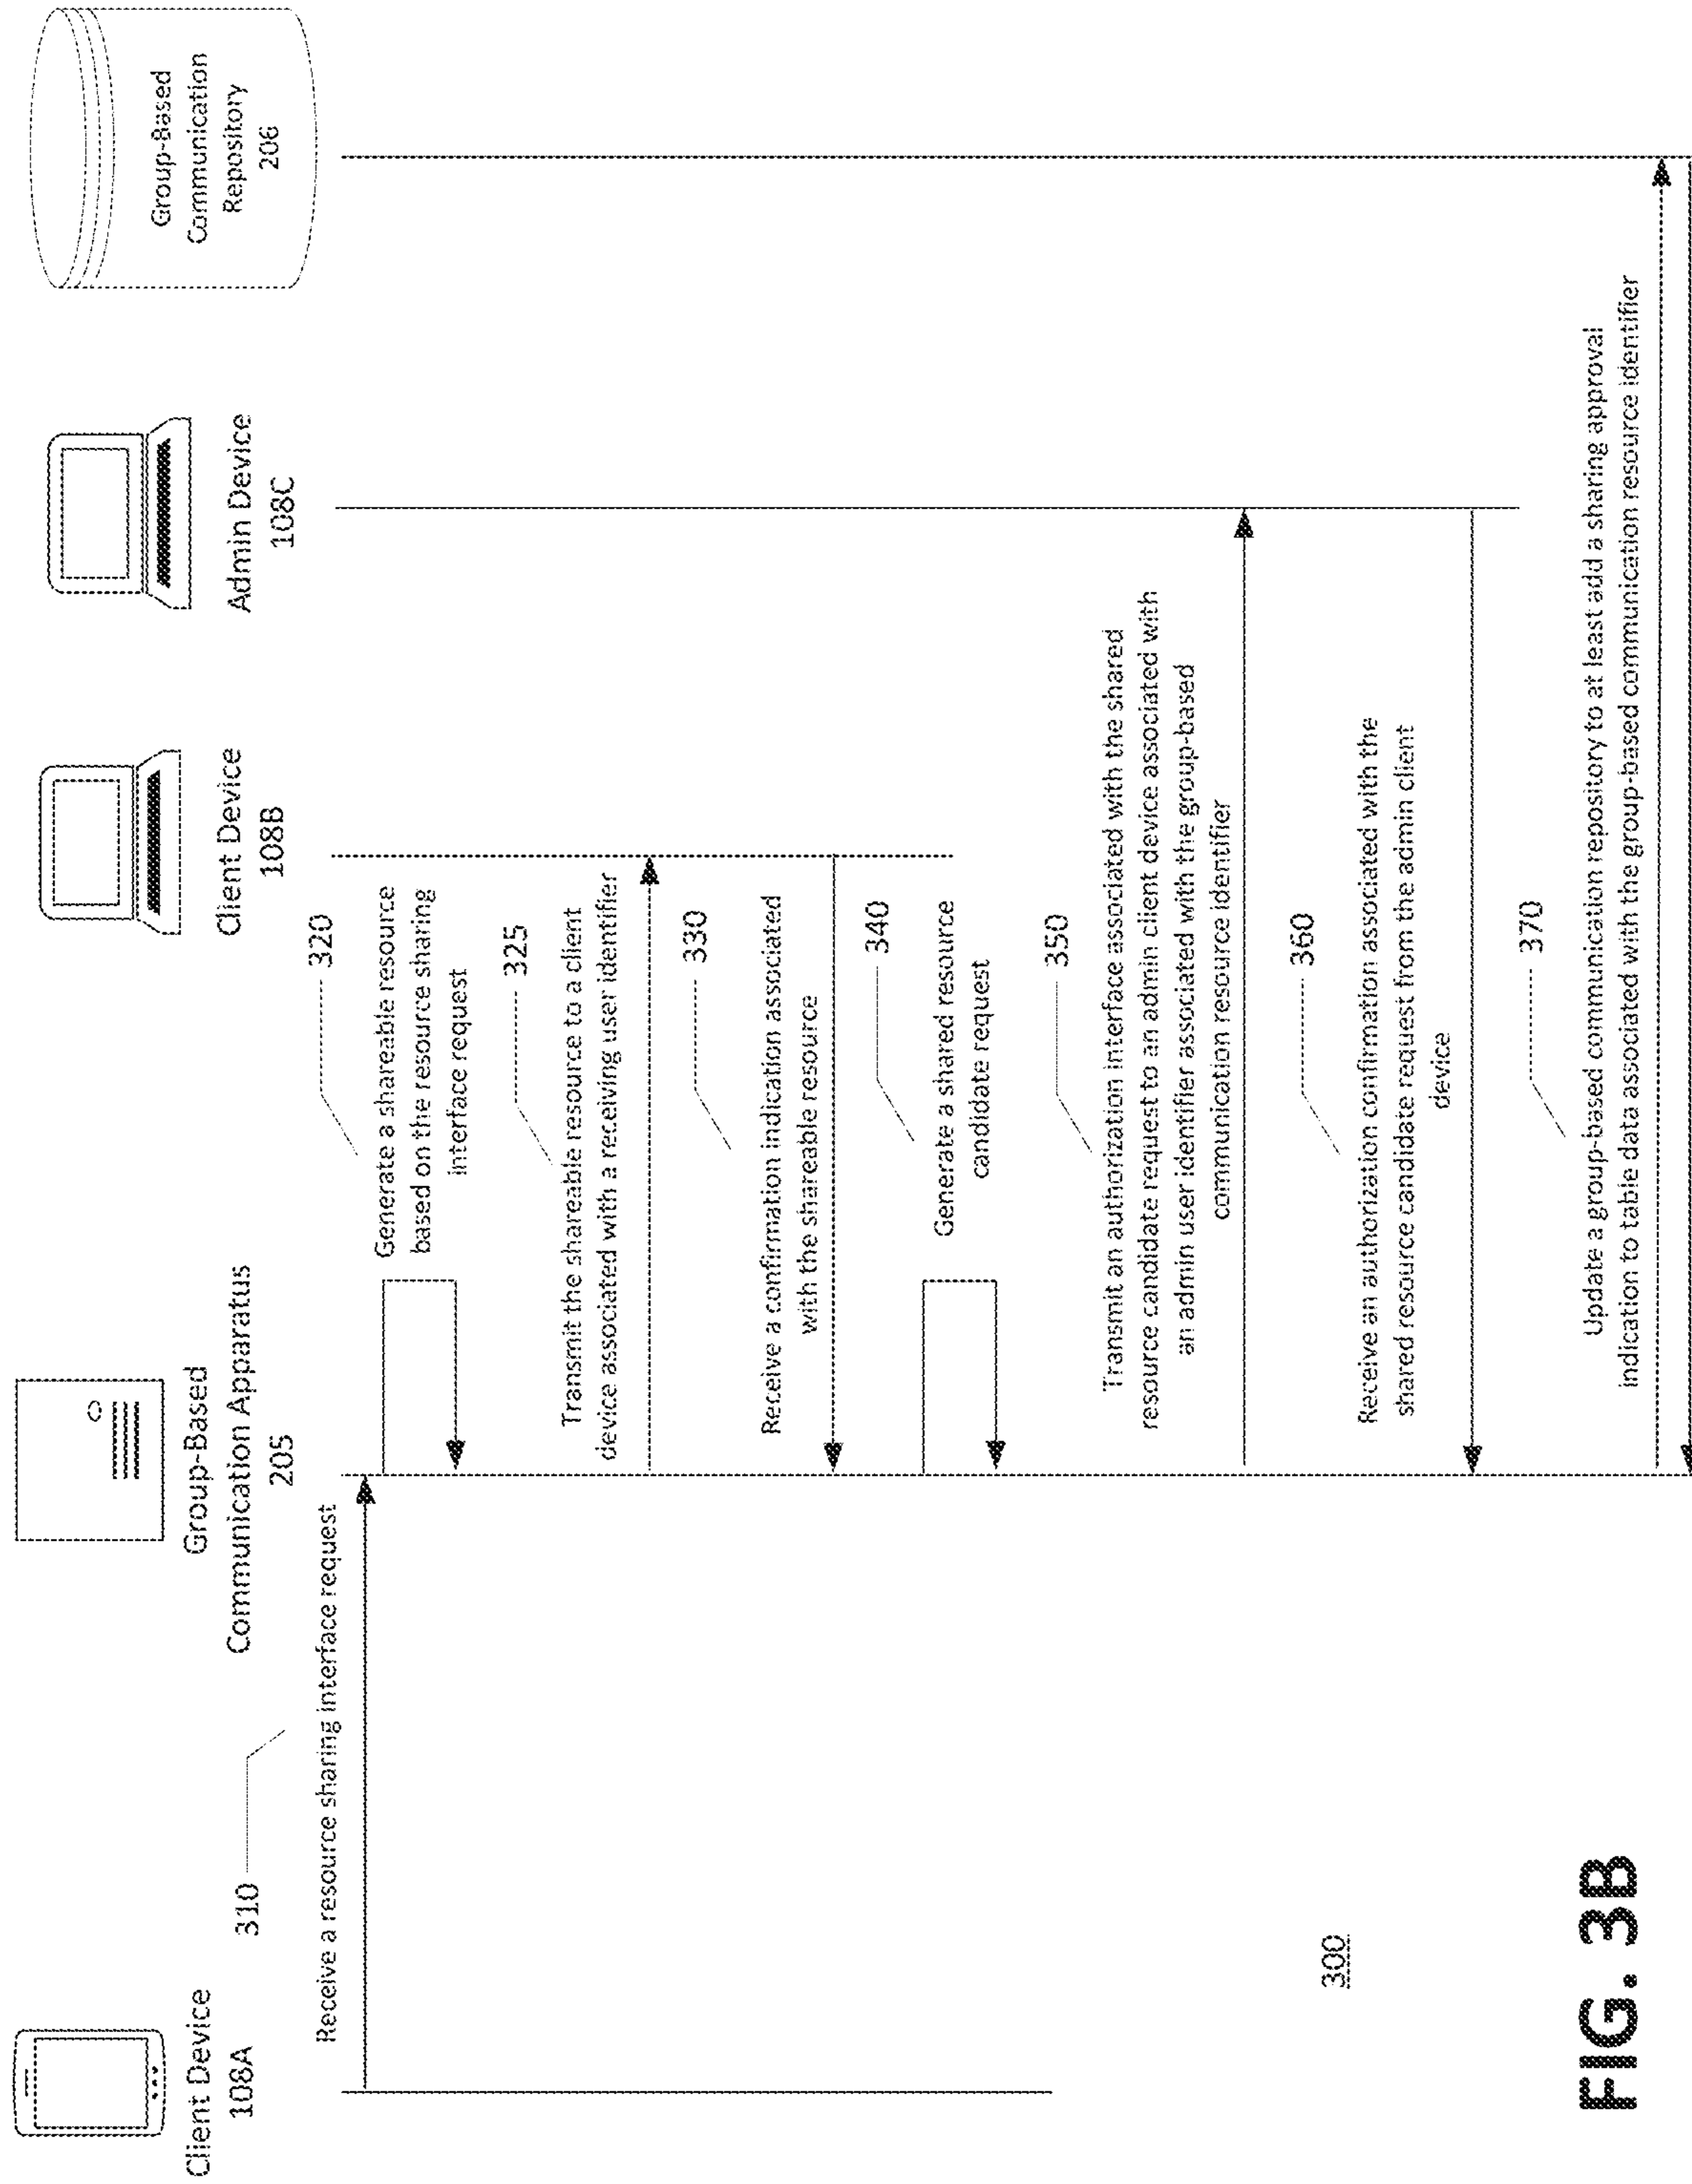 Client Device
108A
Group-Based
Communication Apparatus
205
Client Device
108B
Admin Device
108C
Group-Based
Communication
Repository
206
310
Receive a resource sharing interface request
320
Generate a shareable resource
based on the resource sharing
interface request
325
Transmit the shareable resource to a client
device associated with a receiving user identifier
330
Receive a confirmation indication associated
with the shareable resource
340
Generate a shared resource
candidate request
350
Transmit an authorization interface associated with the shared
resource candidate request to an admin client device associated with
an admin user identifier associated with the group-based
communication resource identifier
360
Receive an authorization confirmation associated with the
shared resource candidate request from the admin client
device
370
Update a group-based communication repository to at least add a sharing approval
indication to table data associated with the group-based communication resource identifier
300
FIG. 3B